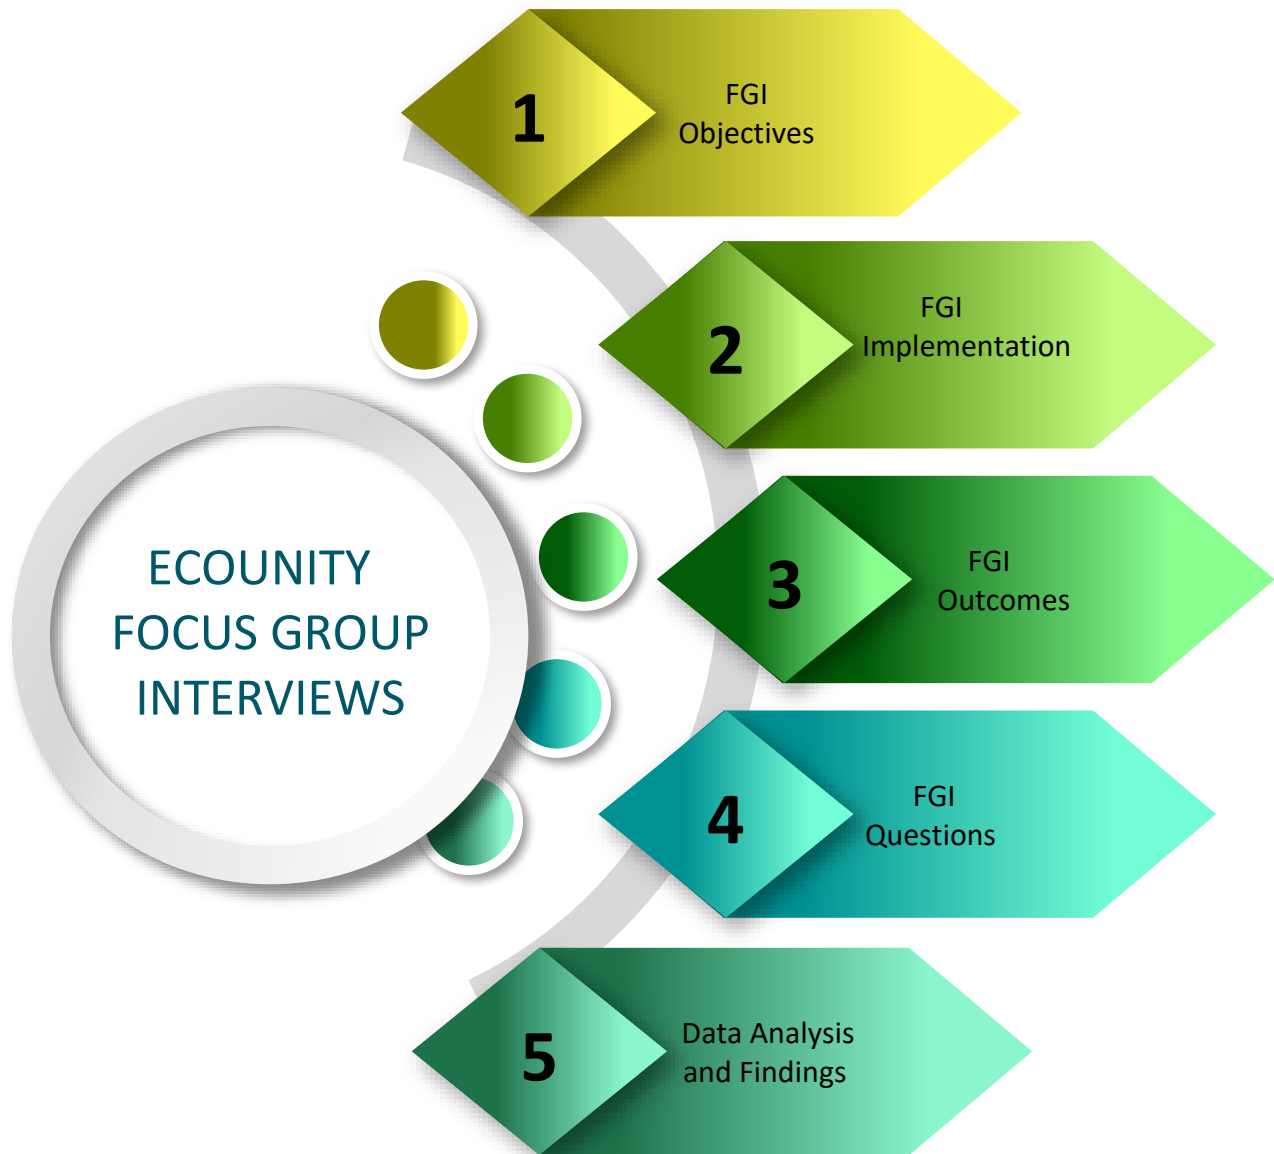 1
FGI
Objectives
2
FGI
Implementation
ECOUNITY
FOCUS GROUP
INTERVIEWS
3
FGI
Outcomes
4
FGI
Questions
5
Data Analysis
and Findings